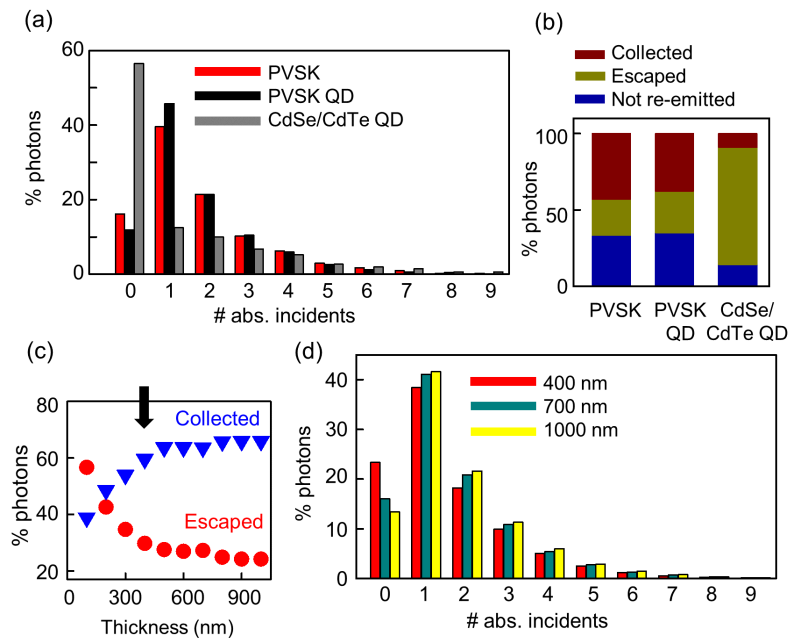 (a)
60
40
20
0
% photons
PVSK
PVSK QD
CdSe/CdTe QD
0 1 2 3 4 5 6 7 8 9
# abs. incidents
(b)
Collected
Escaped
Not re-emitted
100
50
0
% photons
PVSK PVSK QD CdSe/ CdTe QD
(c)
80
60
40
20
% photons
Collected
Escaped
0 300 600 900
Thickness (nm)
(d)
40
30
20
10
0
% photons
400 nm
700 nm
1000 nm
0 1 2 3 4 5 6 7 8 9
# abs. incidents